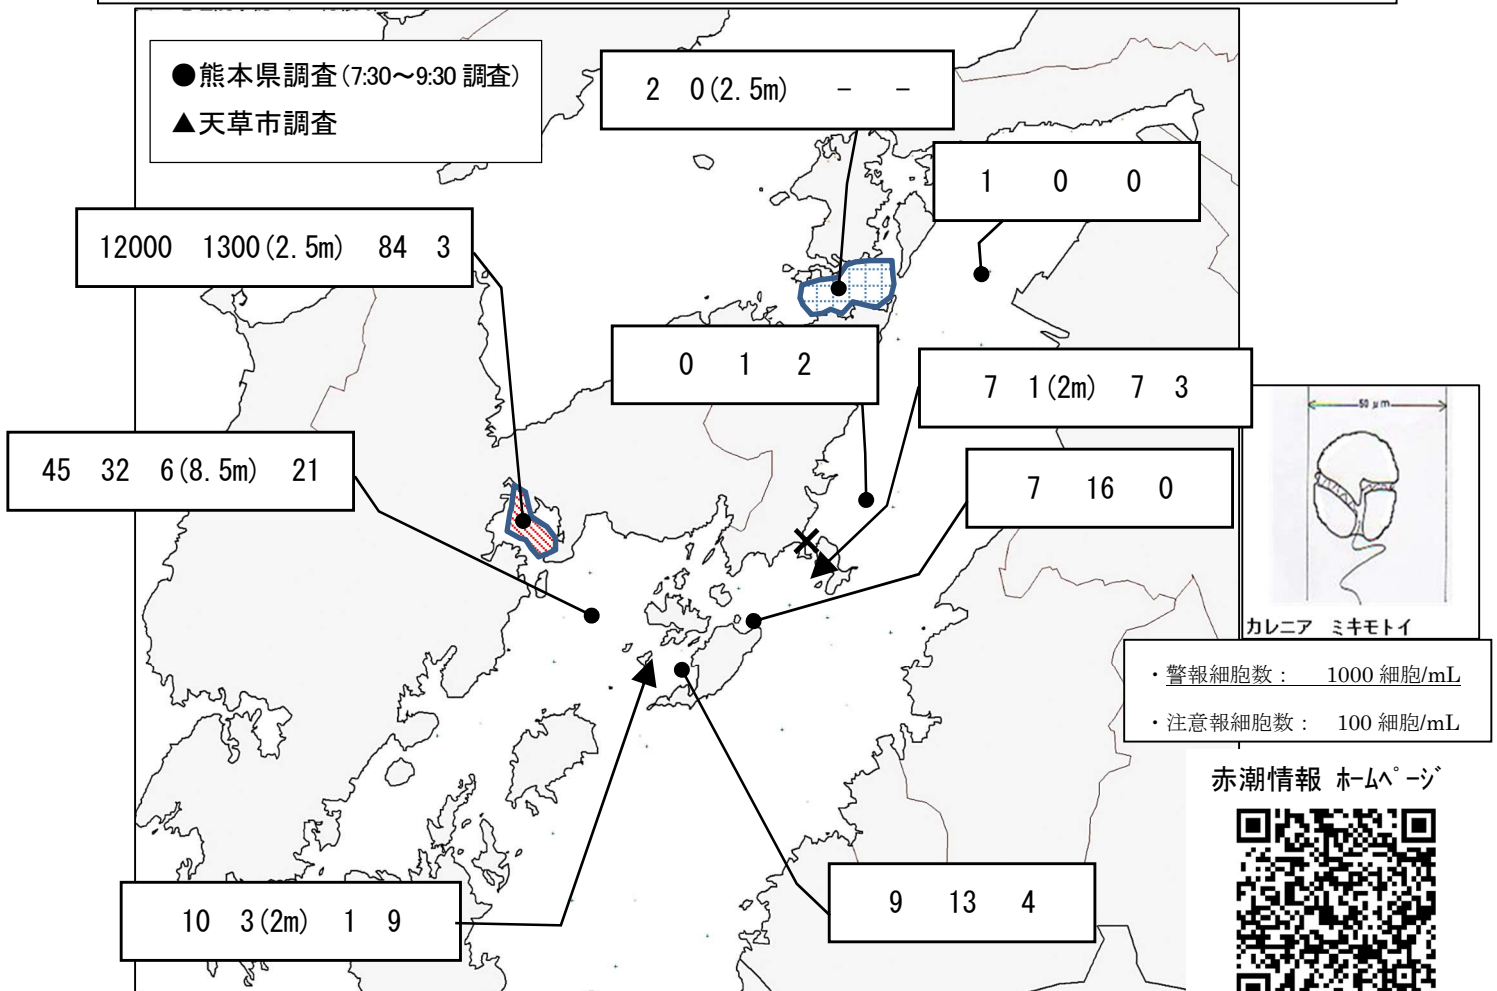 ●熊本県調査(7:30～9:30 調査)
▲天草市調査
2 0(2.5m) － －
1 0 0
12000 1300(2.5m) 84 3
0 1 2
7 1(2m) 7 3
45 32 6(8.5m) 21
7 16 0
50 μm
カレニア ミキモトイ
・警報細胞数： 1000 細胞/mL
・注意報細胞数： 100 細胞/mL
赤潮情報 ﾎｰﾑﾍﾟｰｼﾞ
9 13 4
10 3(2m) 1 9